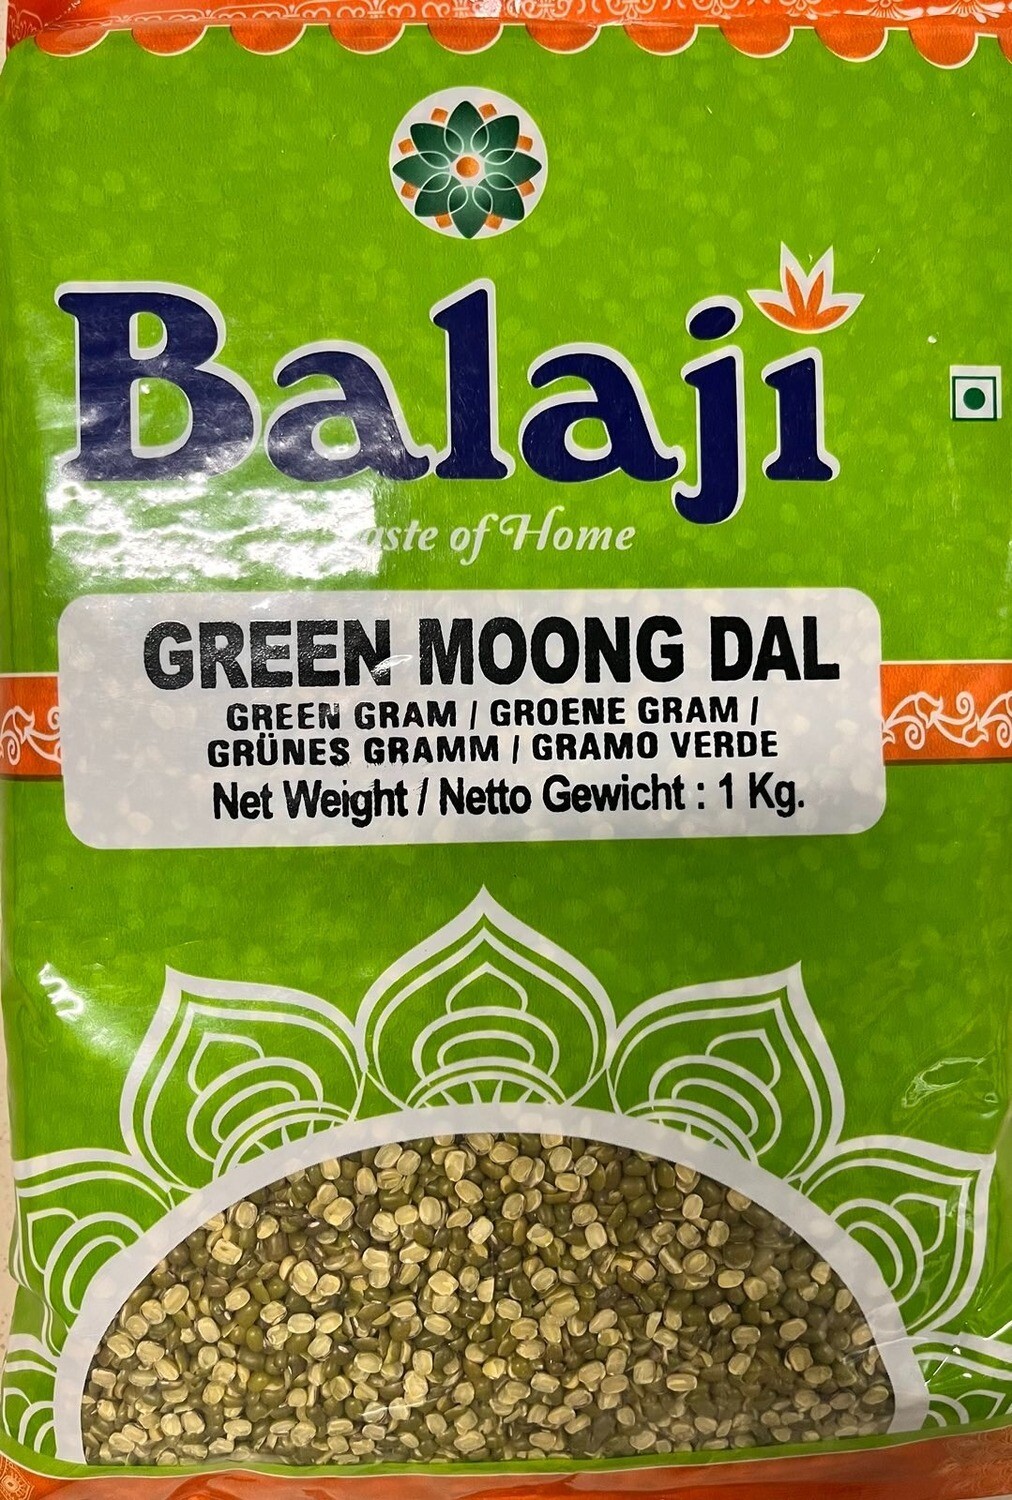 Balaji
of Home
GREEN MOONG DAL
GREEN GRAM / GROENE GRAM /
GRÜNES GRAMM / GRAMO VERDE
Net Weight / Netto Gewicht : 1 Kg.